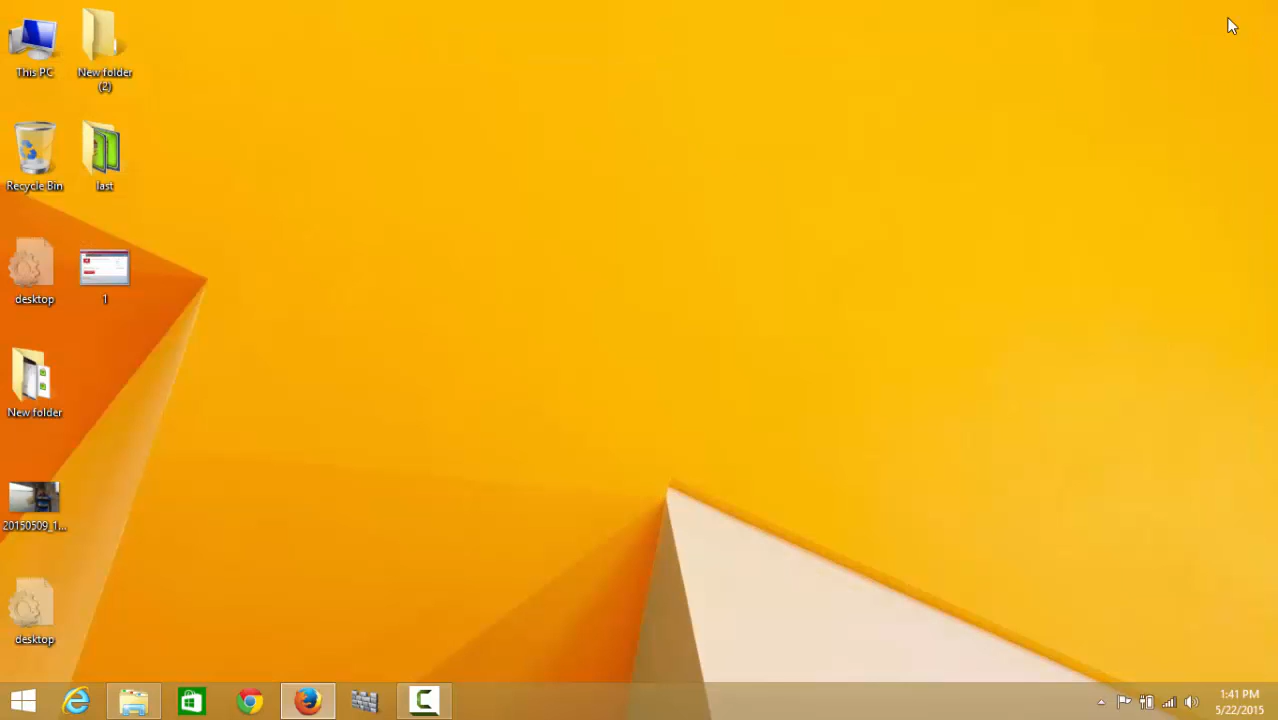 This PC
New folder
(2)
Recycle Bin
last
desktop
1
New folder
20150509_1...
desktop
1:41 PM
5/22/2015